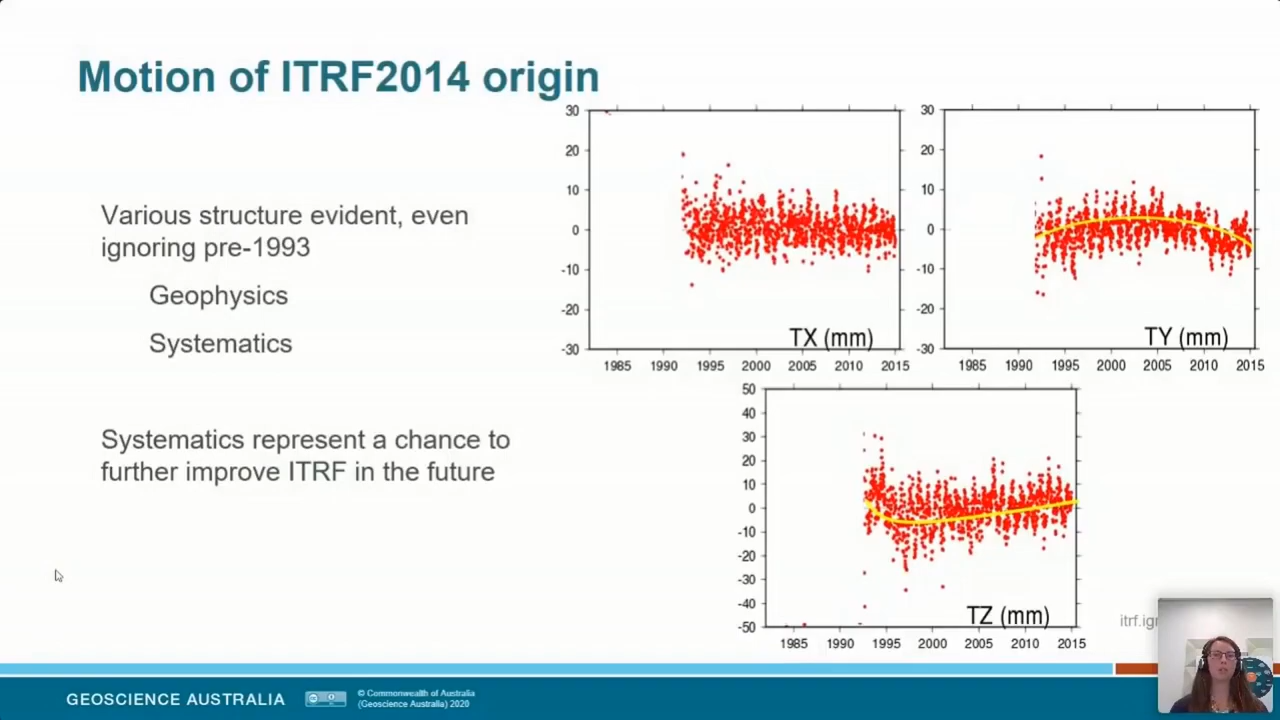 Motion of ITRF2014 origin
Various structure evident, even
ignoring pre-1993
Geophysics
Systematics
Systematics represent a chance to
further improve ITRF in the future
30
20
10
0
-10
-20
-30
TX (mm)
1985 1990 1995 2000 2005 2010 2015
30
20
10
0
-10
-20
-30
TY (mm)
1985 1990 1995 2000 2005 2010 2015
50
40
30
20
10
0
-10
-20
-30
-40
-50
TZ (mm)
1985 1990 1995 2000 2005 2010 2015
GEOSCIENCE AUSTRALIA
© Commonwealth of Australia
(Geoscience Australia) 2020